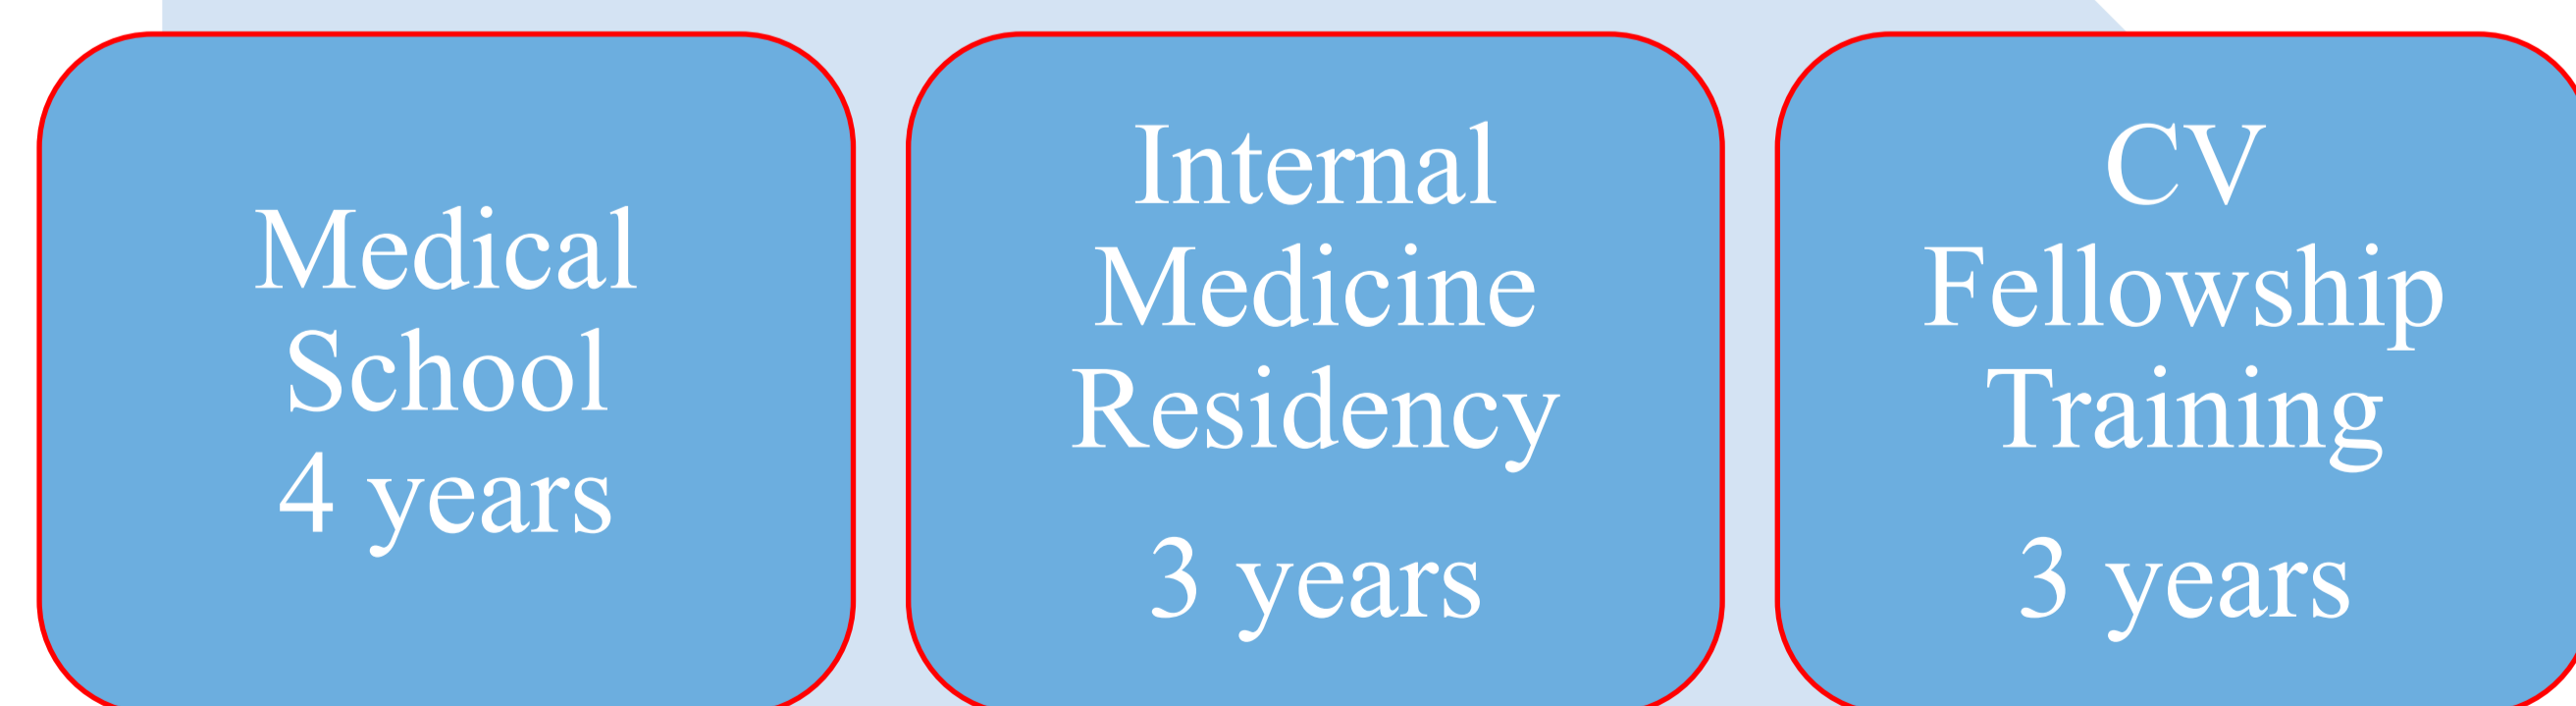 Medical
School
4 years
Internal
Medicine
Residency
3 years
CV
Fellowship
Training
3 years